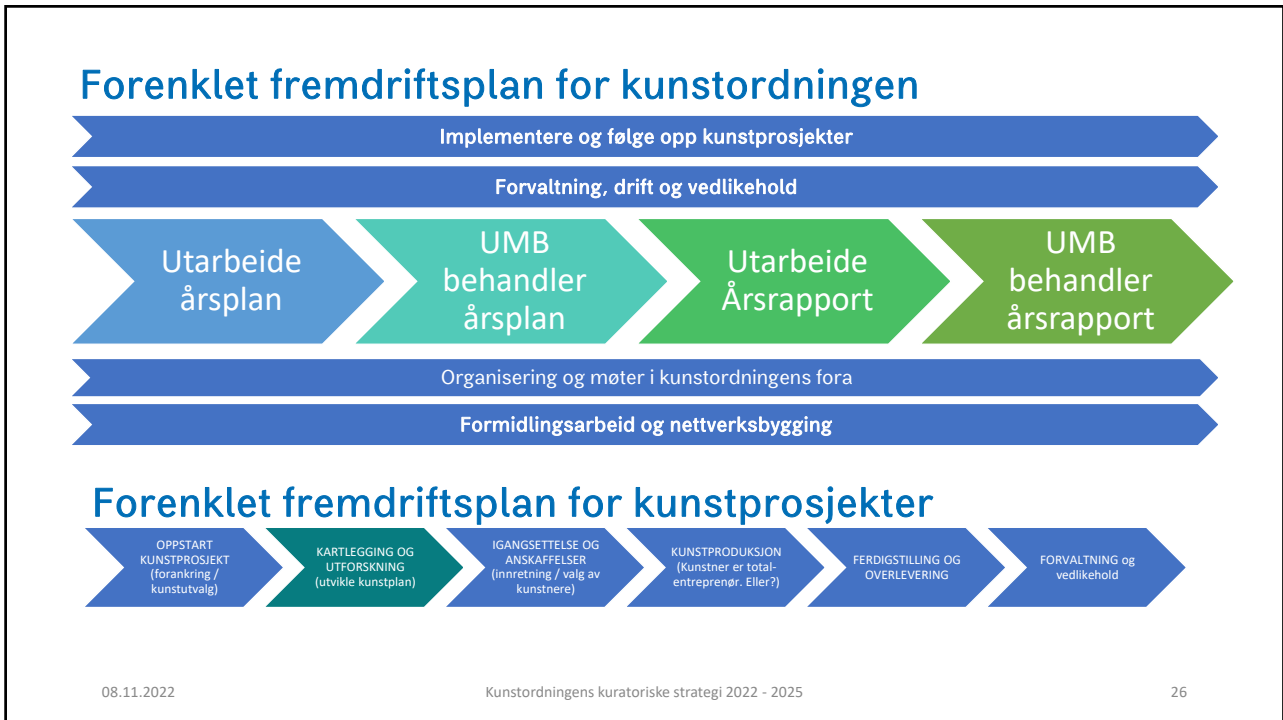 Forenklet fremdriftsplan for kunstordningen
Implementere og følge opp kunstprosjekter
Forvaltning, drift og vedlikehold
Utarbeide
årsplan
UMB
behandler
årsplan
Utarbeide
Årsrapport
UMB
behandler
årsrapport
Organisering og møter i kunstordningens fora
Formidlingsarbeid og nettverksbygging
Forenklet fremdriftsplan for kunstprosjekter
OPPSTART
KUNSTPROSJEKT
(forankring /
kunstutvalg)
KARTLEGGING OG
UTFORSKNING
(utvikle kunstplan)
IGANGSETTELSE OG
ANSKAFFELSER
(innretning / valg av
kunstnere)
KUNSTPRODUKSJON
(Kunstner er total-
entreprenør. Eller?)
FERDIGSTILLING OG
OVERLEVERING
FORVALTNING og
vedlikehold
08.11.2022
Kunstordningens kuratoriske strategi 2022 - 2025
26